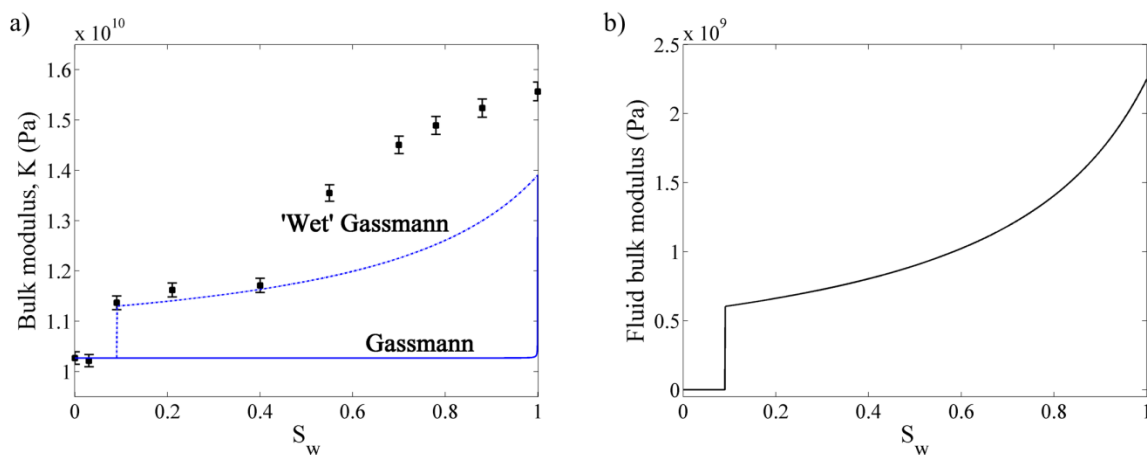 a)
x 10^10
1.6
1.5
1.4
1.3
1.2
1.1
1
Bulk modulus, K (Pa)
'Wet' Gassmann
Gassmann
0 0.2 0.4 0.6 0.8 1
S_w
b)
x 10^9
2.5
2
1.5
1
0.5
0
Fluid bulk modulus (Pa)
0 0.2 0.4 0.6 0.8 1
S_w